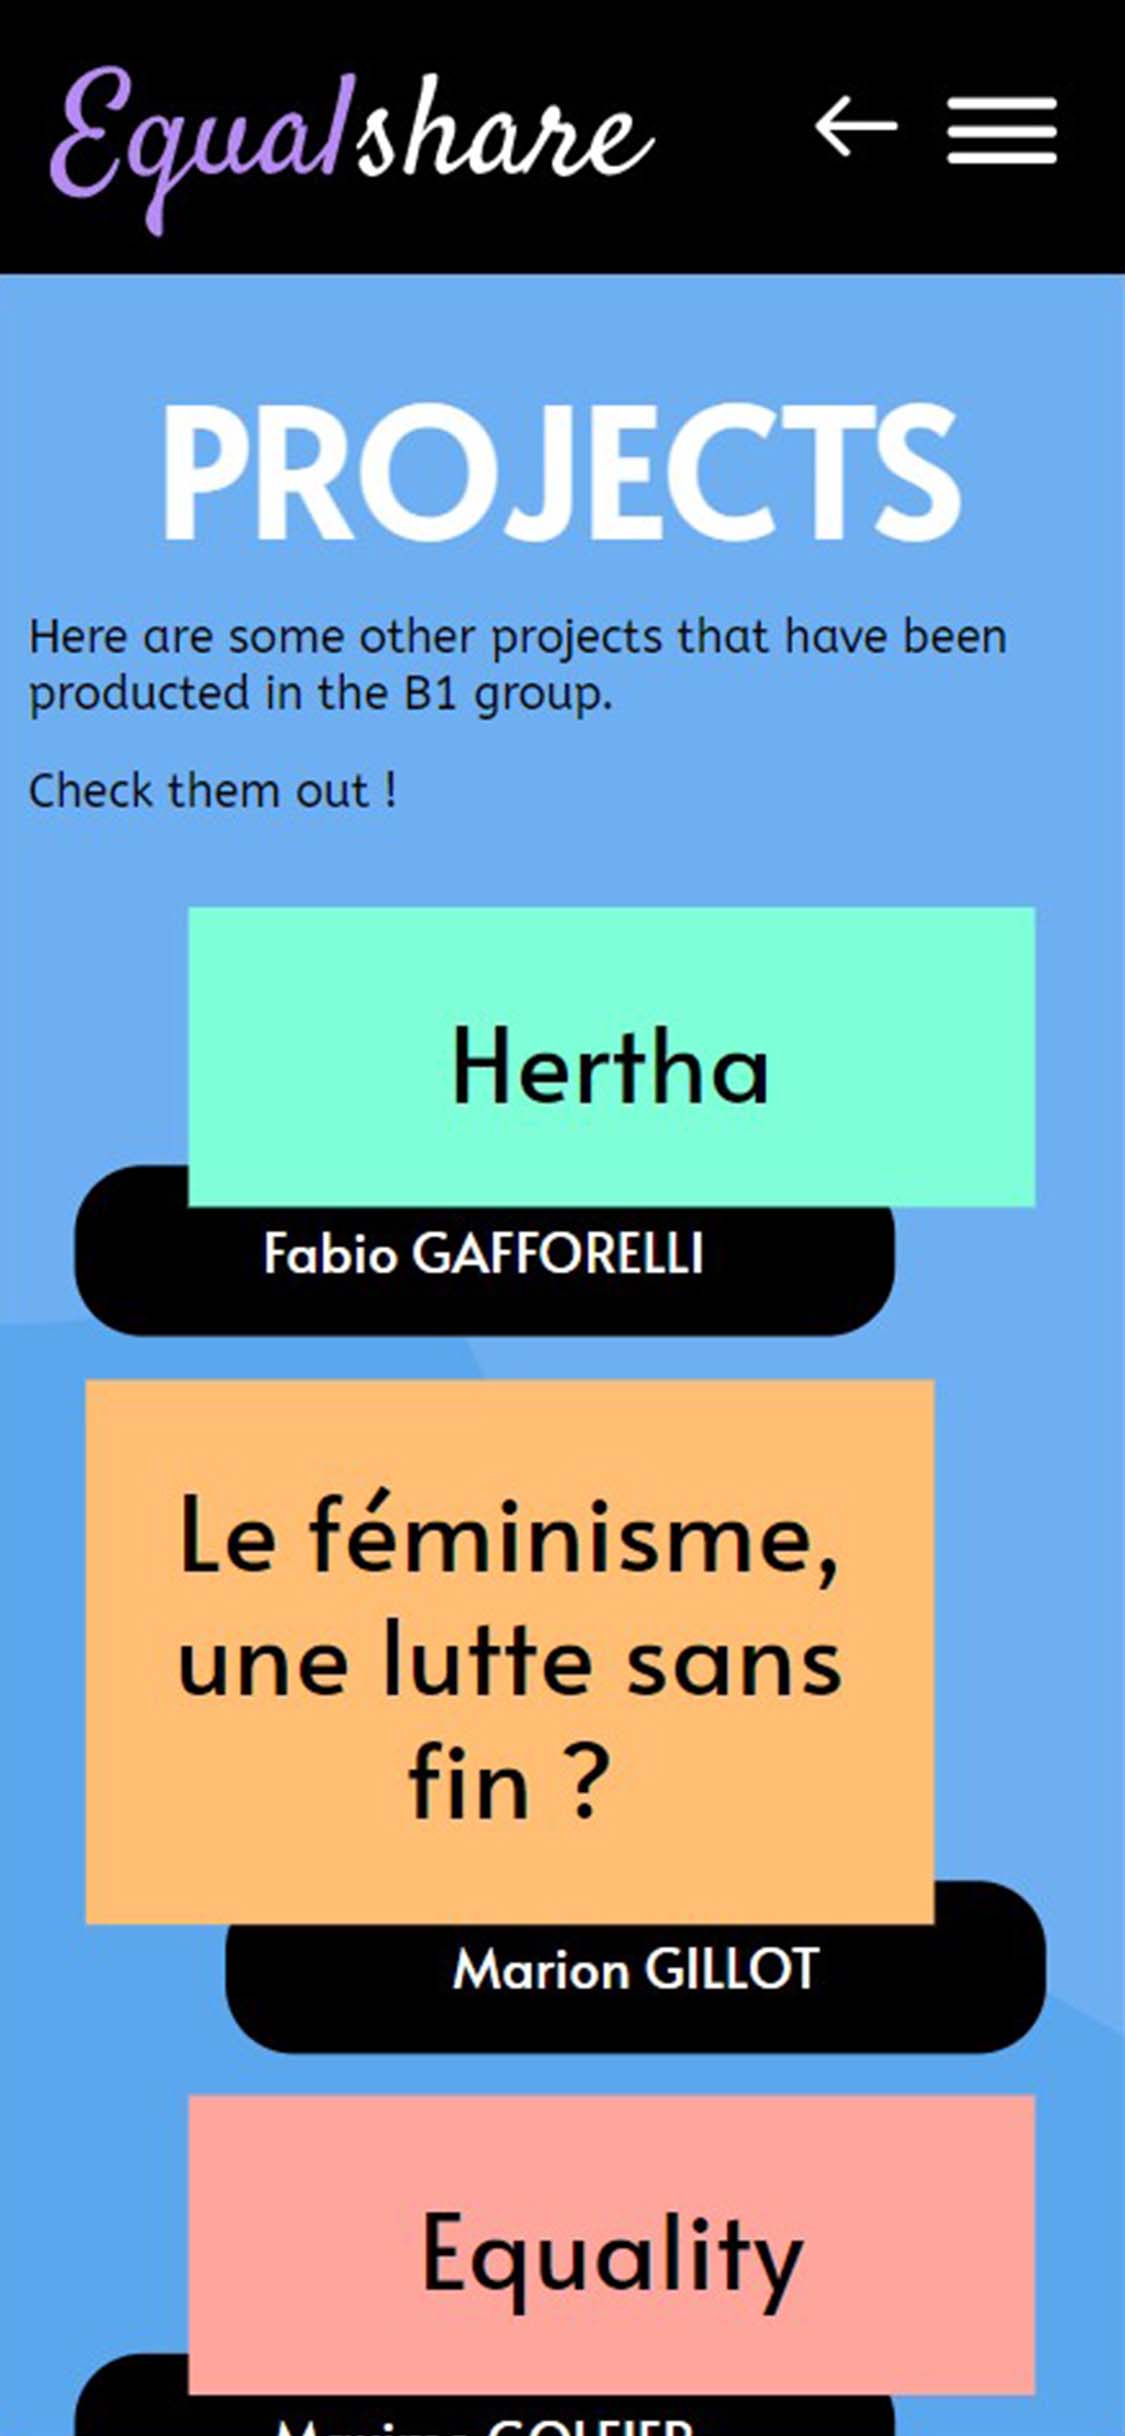 Equalshare
PROJECTS
Here are some other projects that have been
producted in the B1 group.
Check them out !
Hertha
Fabio GAFFORELLI
Le féminisme,
une lutte sans
fin ?
Marion GILLOT
Equality